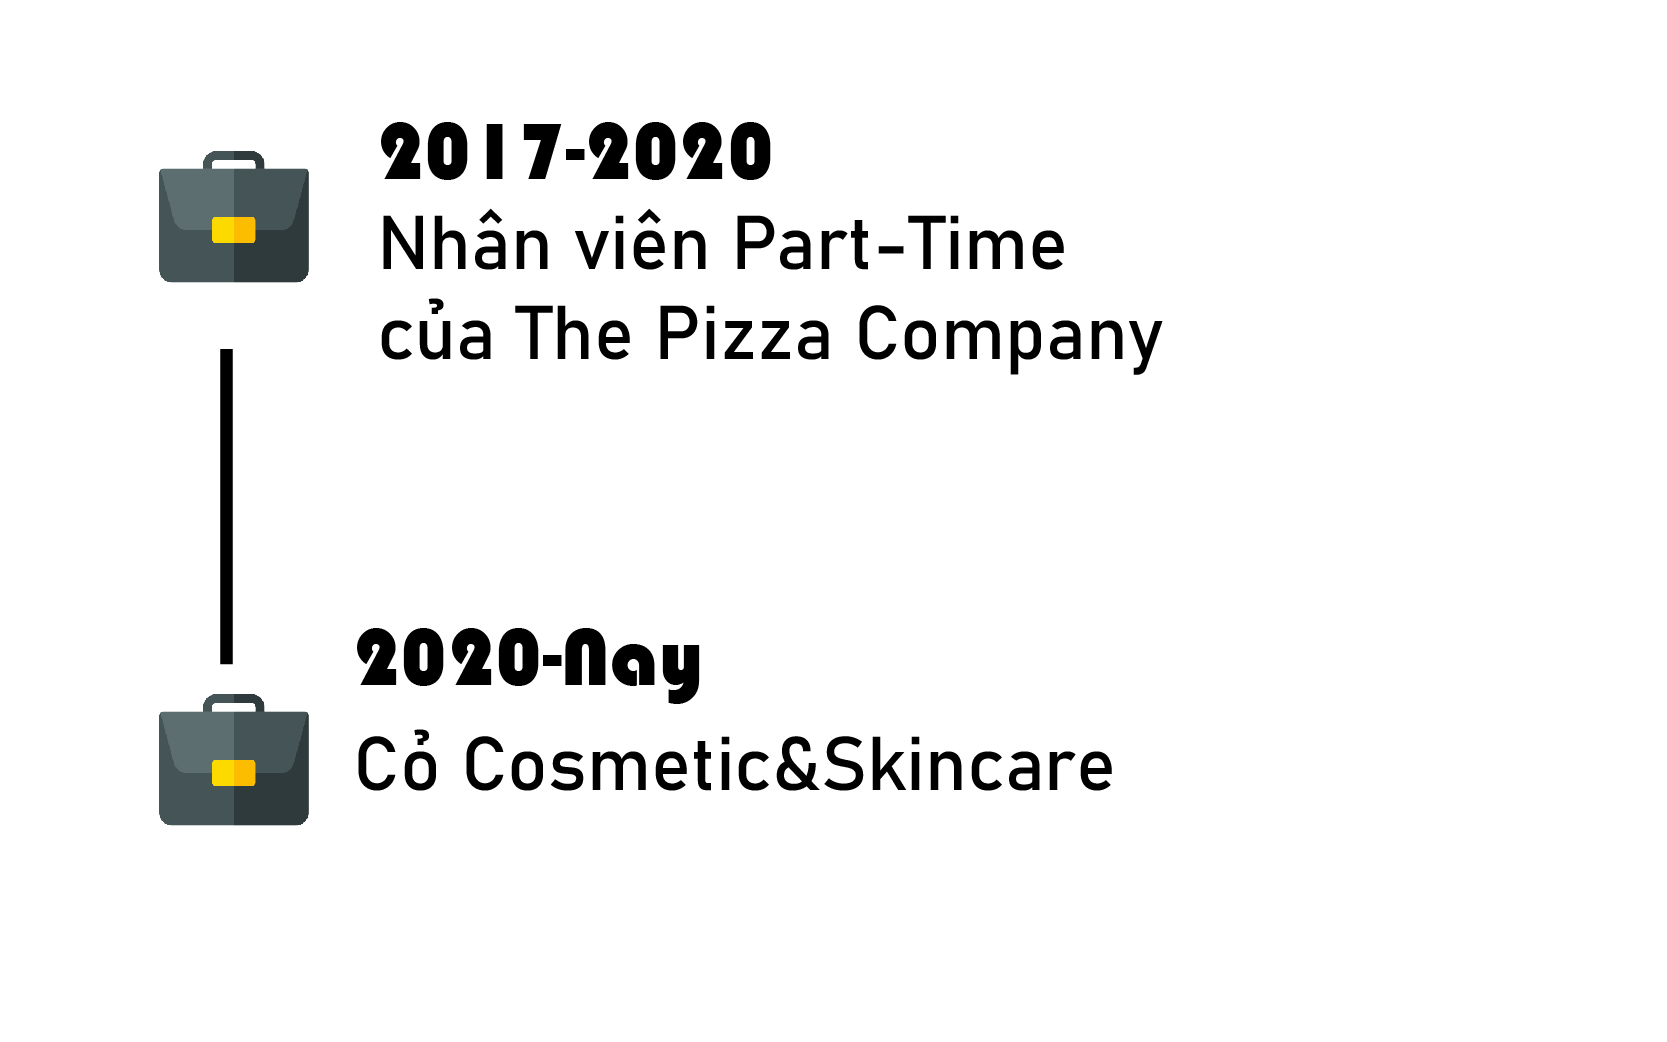 2017-2020
Nhân viên Part-Time
của The Pizza Company
2020-Nay
Cỏ Cosmetic&Skincare